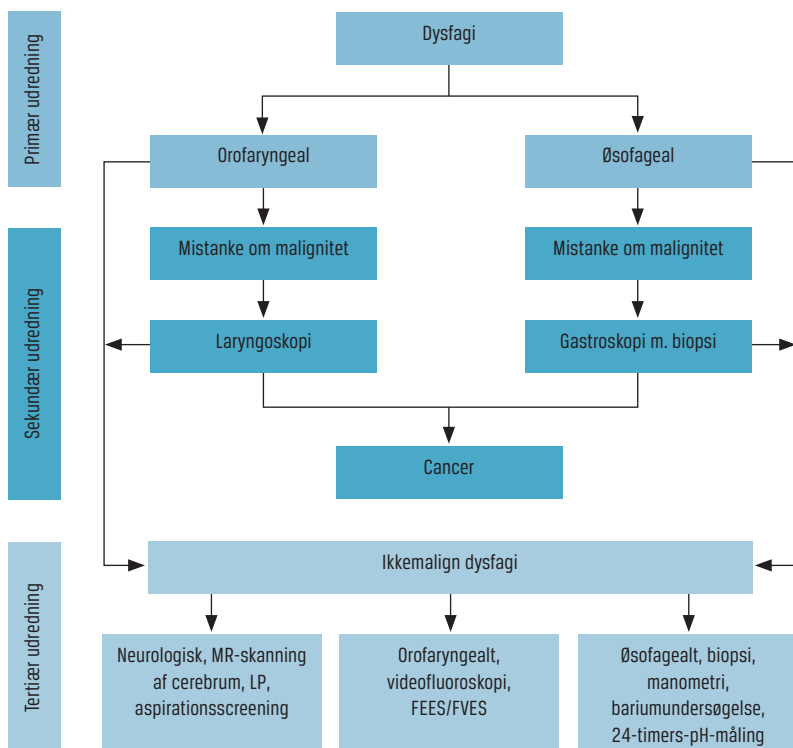 Primær udredning
Dysfagi
Orofaryngeal
Øsofageal
Sekundær udredning
Mistanke om malignitet
Mistanke om malignitet
Laryngoskopi
Gastroskopi m. biopsi
Cancer
Tertiær udredning
Ikkemalign dysfagi
Neurologisk, MR-skanning
af cerebrum, LP,
aspirationsscreening
Orofaryngealt,
videofluoroskopi,
FEES/FVES
Øsofagealt, biopsi,
manometri,
bariumundersøgelse,
24-timers-pH-måling